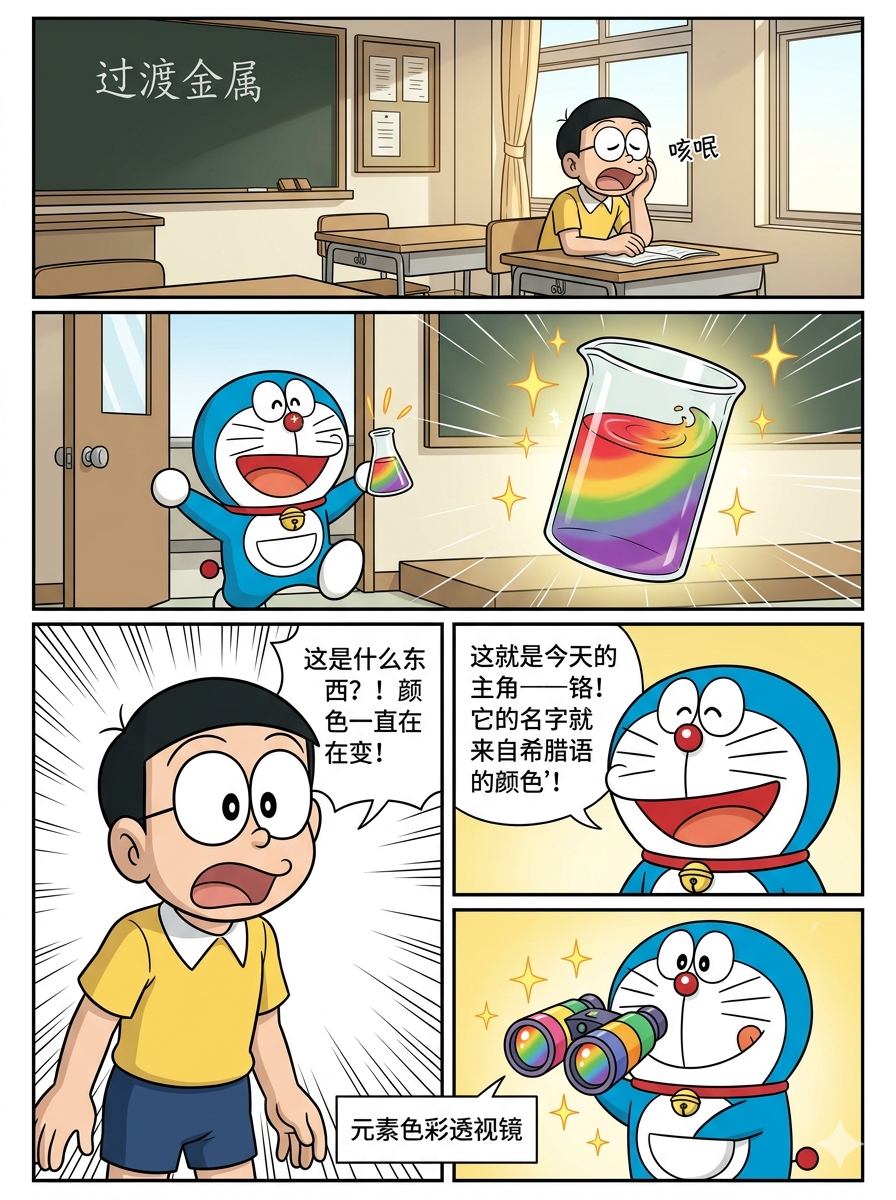 过渡金属
咳眠
这是什么东
西？！颜
色一直在
在变！
这就是今天的
主角——铬！
它的名字就
来自希腊语
的颜色’！
元素色彩透视镜